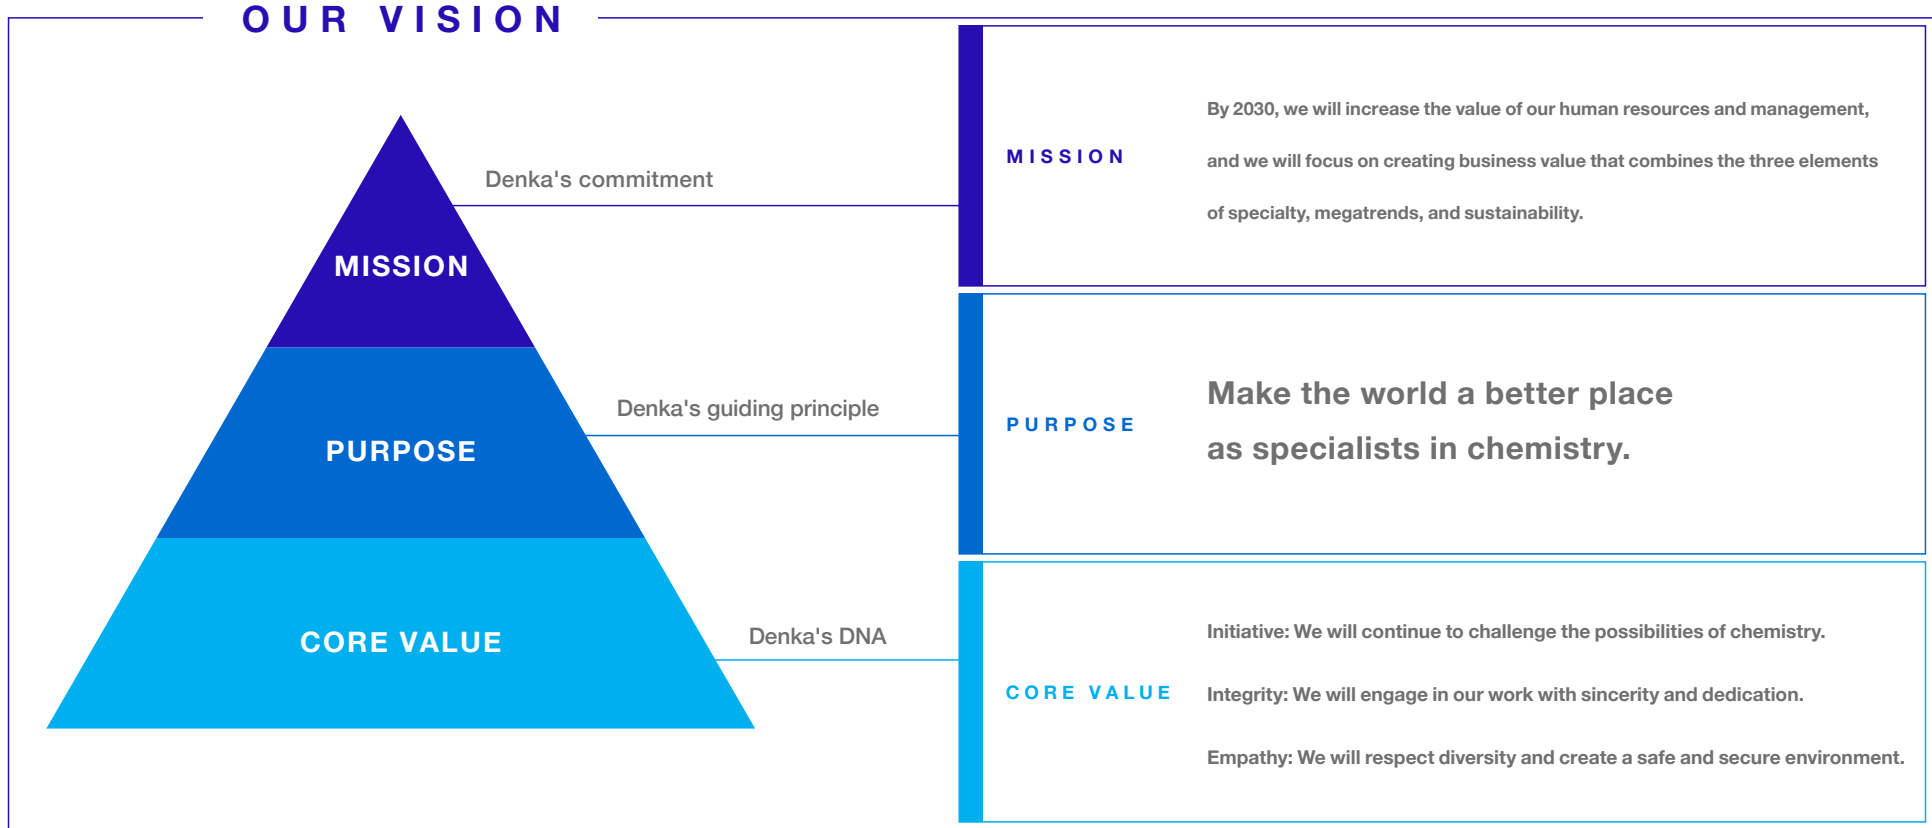 OUR VISION
MISSION
PURPOSE
CORE VALUE
Denka's commitment
Denka's guiding principle
Denka's DNA
MISSION
By 2030, we will increase the value of our human resources and management,
and we will focus on creating business value that combines the three elements
of specialty, megatrends, and sustainability.
PURPOSE
Make the world a better place
as specialists in chemistry.
CORE VALUE
Initiative: We will continue to challenge the possibilities of chemistry.
Integrity: We will engage in our work with sincerity and dedication.
Empathy: We will respect diversity and create a safe and secure environment.